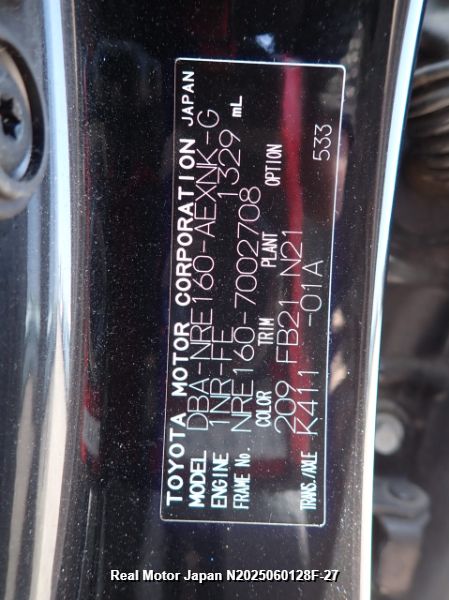 TOYOTA MOTOR CORPORATION JAPAN
MODEL DBA-NRE160-AEXNK-G
ENGINE 1NR-FE 1329 mL
FRAME No. NRE160-7002708
COLOR TRIM PLANT OPTION
209 FB21 N21 533
TRANS./AXLE K411 -01A
Real Motor Japan N2025060128F-27